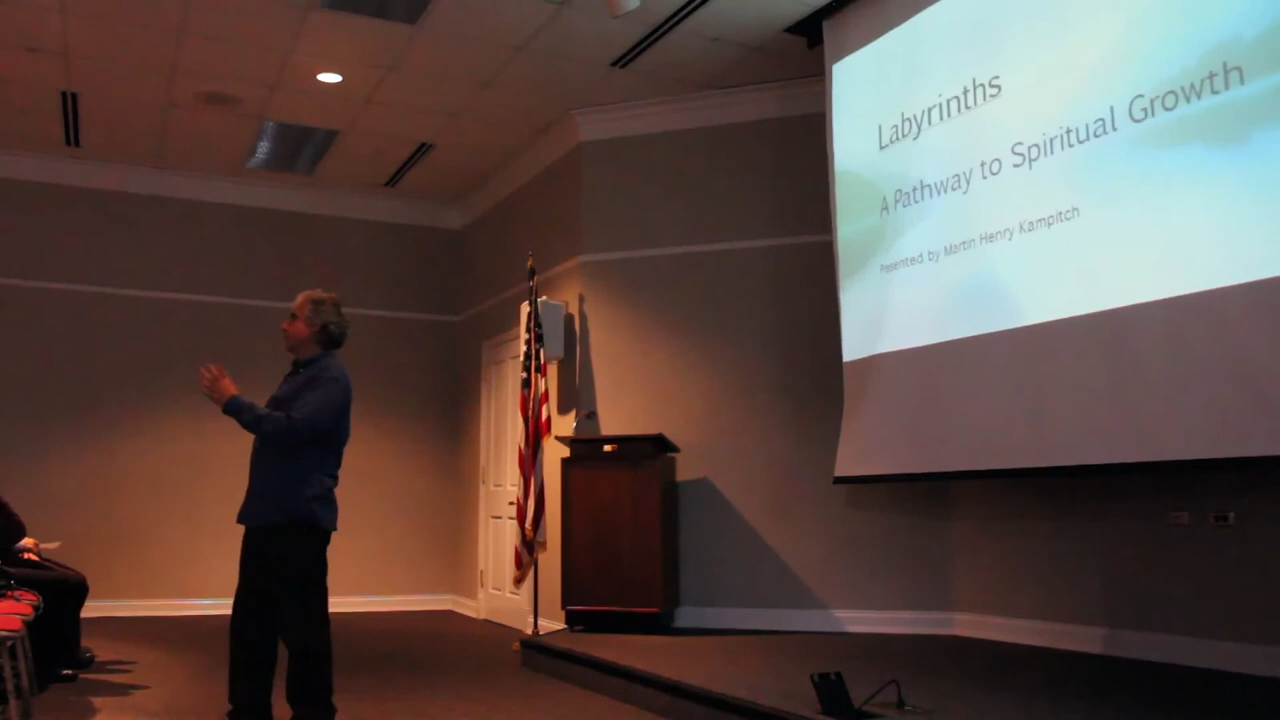 Labyrinths
A Pathway to Spiritual Growth
Presented by Martin Henry Kampitch